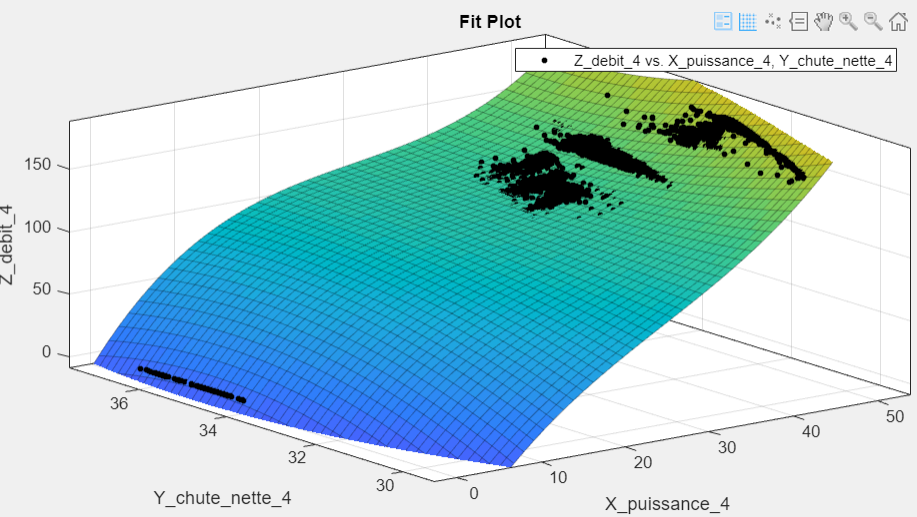 Fit Plot
Z_debit_4 vs. X_puissance_4, Y_chute_nette_4
Z_debit_4
150
100
50
0
36
34
32
30
Y_chute_nette_4
0
10
20
30
40
50
X_puissance_4